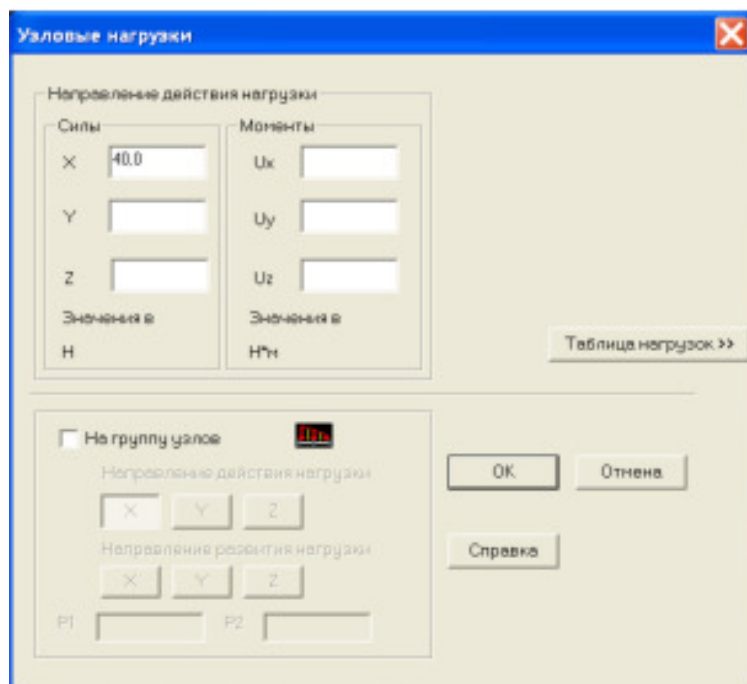 Узловые нагрузки
Направление действия нагрузки
Силы
Моменты
X 40.0
Ux
Y
Uy
Z
Uz
Значения в
Значения в
Н
Н*м
Таблица нагрузок >>
На группу узлов
Направление действия нагрузки
X Y Z
OK
Отмена
Направление развития нагрузки
X Y Z
Справка
P1
P2